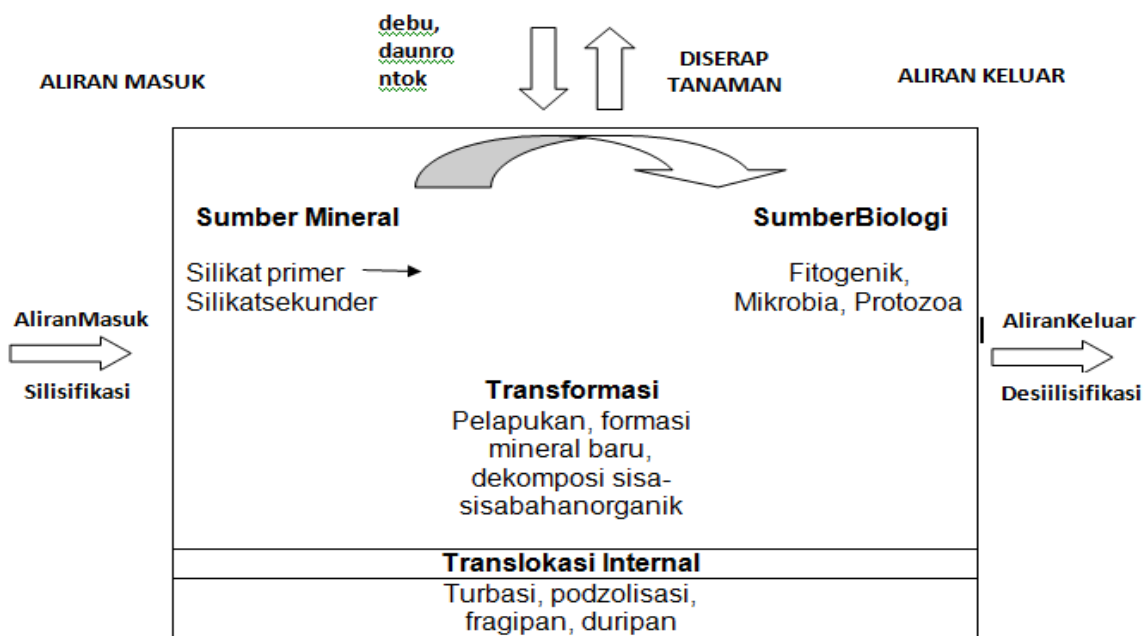 debu,
daunro
ntok
ALIRAN MASUK
DISERAP
TANAMAN
ALIRAN KELUAR
Sumber Mineral
SumberBiologi
Silikat primer
Silikatsekunder
Fitogenik,
Mikrobia, Protozoa
AliranMasuk
Silisifikasi
AliranKeluar
Desiilisifikasi
Transformasi
Pelapukan, formasi
mineral baru,
dekomposi sisa-
sisabahanorganik
Translokasi Internal
Turbasi, podzolisasi,
fragipan, duripan